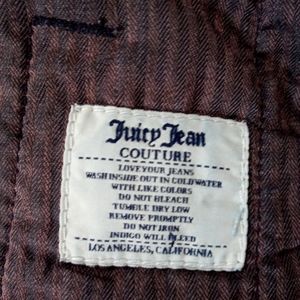 Juicy Jean
COUTURE
LOVE YOUR JEANS
WASH INSIDE OUT IN COLD WATER
WITH LIKE COLORS
DO NOT BLEACH
TUMBLE DRY LOW
REMOVE PROMPTLY
DO NOT IRON
INDIGO WILL BLEED
LOS ANGELES, CALIFORNIA